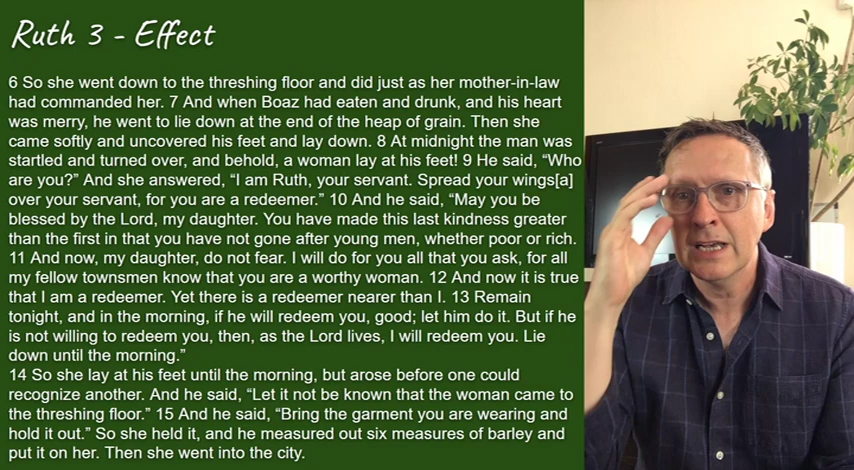 Ruth 3 - Effect
6 So she went down to the threshing floor and did just as her mother-in-law
had commanded her. 7 And when Boaz had eaten and drunk, and his heart
was merry, he went to lie down at the end of the heap of grain. Then she
came softly and uncovered his feet and lay down. 8 At midnight the man was
startled and turned over, and behold, a woman lay at his feet! 9 He said, “Who
are you?” And she answered, “I am Ruth, your servant. Spread your wings[a]
over your servant, for you are a redeemer.” 10 And he said, “May you be
blessed by the Lord, my daughter. You have made this last kindness greater
than the first in that you have not gone after young men, whether poor or rich.
11 And now, my daughter, do not fear. I will do for you all that you ask, for all
my fellow townsmen know that you are a worthy woman. 12 And now it is true
that I am a redeemer. Yet there is a redeemer nearer than I. 13 Remain
tonight, and in the morning, if he will redeem you, good; let him do it. But if he
is not willing to redeem you, then, as the Lord lives, I will redeem you. Lie
down until the morning.”
14 So she lay at his feet until the morning, but arose before one could
recognize another. And he said, “Let it not be known that the woman came to
the threshing floor.” 15 And he said, “Bring the garment you are wearing and
hold it out.” So she held it, and he measured out six measures of barley and
put it on her. Then she went into the city.